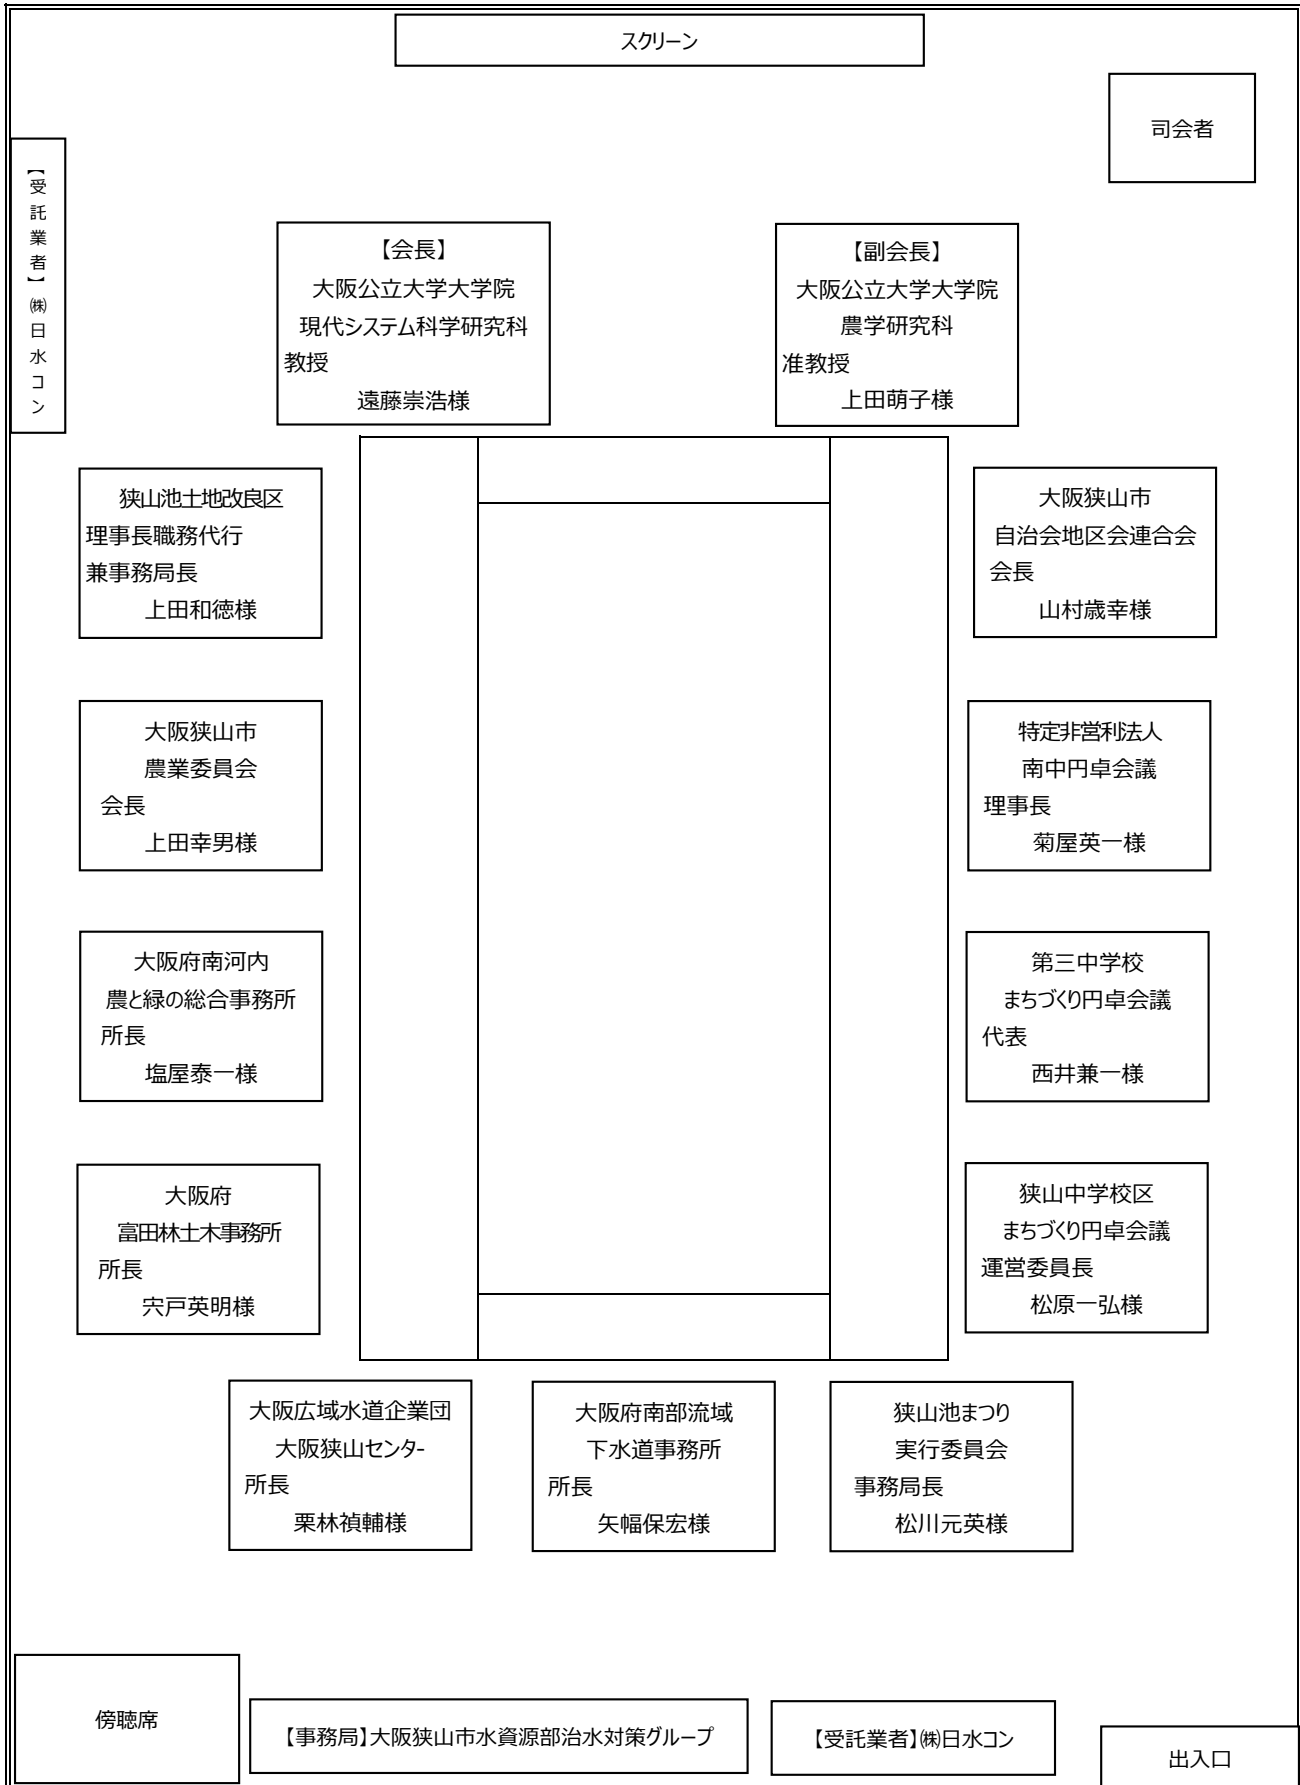 スクリーン
司会者
【受託業者】㈱日水コン
【会長】
大阪公立大学大学院
現代システム科学研究科
教授
遠藤崇浩様
【副会長】
大阪公立大学大学院
農学研究科
准教授
上田萌子様
狭山池土地改良区
理事長職務代行
兼事務局長
上田和徳様
大阪狭山市
自治会地区会連合会
会長
山村歳幸様
大阪狭山市
農業委員会
会長
上田幸男様
特定非営利法人
南中円卓会議
理事長
菊屋英一様
大阪府南河内
農と緑の総合事務所
所長
塩屋泰一様
第三中学校
まちづくり円卓会議
代表
西井兼一様
大阪府
富田林土木事務所
所長
宍戸英明様
狭山中学校区
まちづくり円卓会議
運営委員長
松原一弘様
大阪広域水道企業団
大阪狭山センター
所長
栗林禎輔様
大阪府南部流域
下水道事務所
所長
矢幅保宏様
狭山池まつり
実行委員会
事務局長
松川元英様
傍聴席
【事務局】大阪狭山市水資源部治水対策グループ
【受託業者】㈱日水コン
出入口